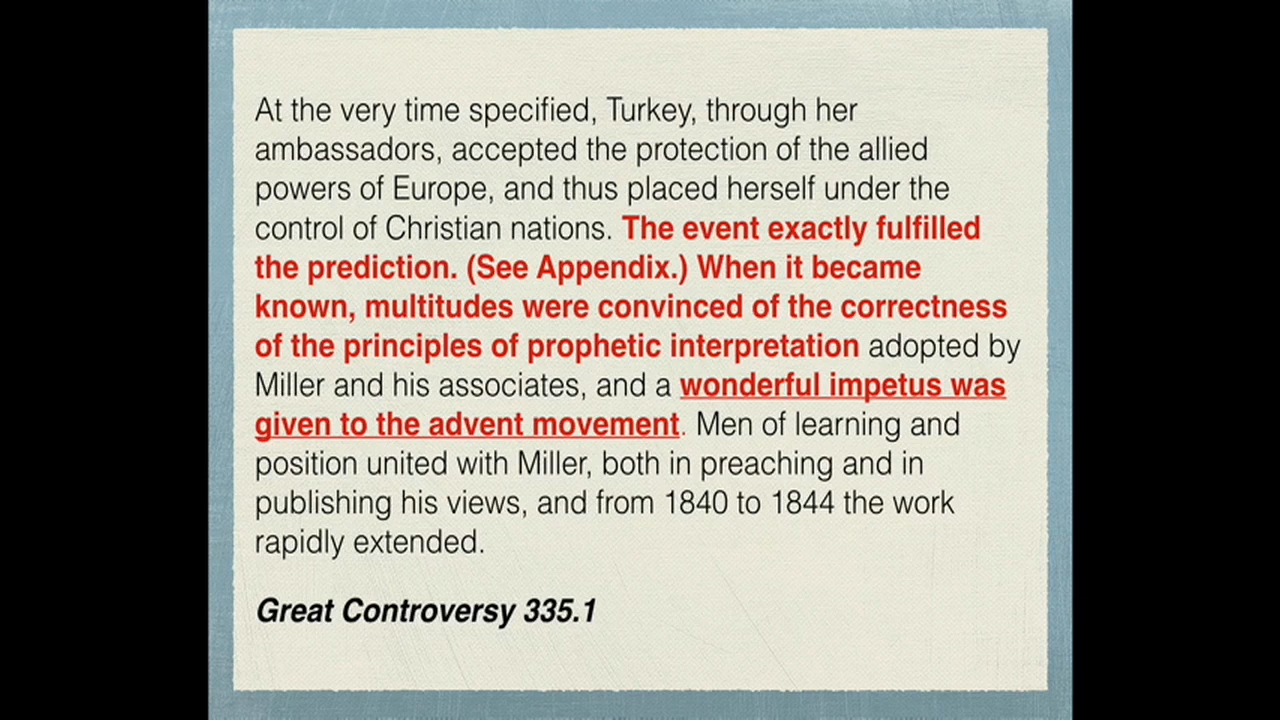 At the very time specified, Turkey, through her
ambassadors, accepted the protection of the allied
powers of Europe, and thus placed herself under the
control of Christian nations. The event exactly fulfilled
the prediction. (See Appendix.) When it became
known, multitudes were convinced of the correctness
of the principles of prophetic interpretation adopted by
Miller and his associates, and a wonderful impetus was
given to the advent movement. Men of learning and
position united with Miller, both in preaching and in
publishing his views, and from 1840 to 1844 the work
rapidly extended.
Great Controversy 335.1